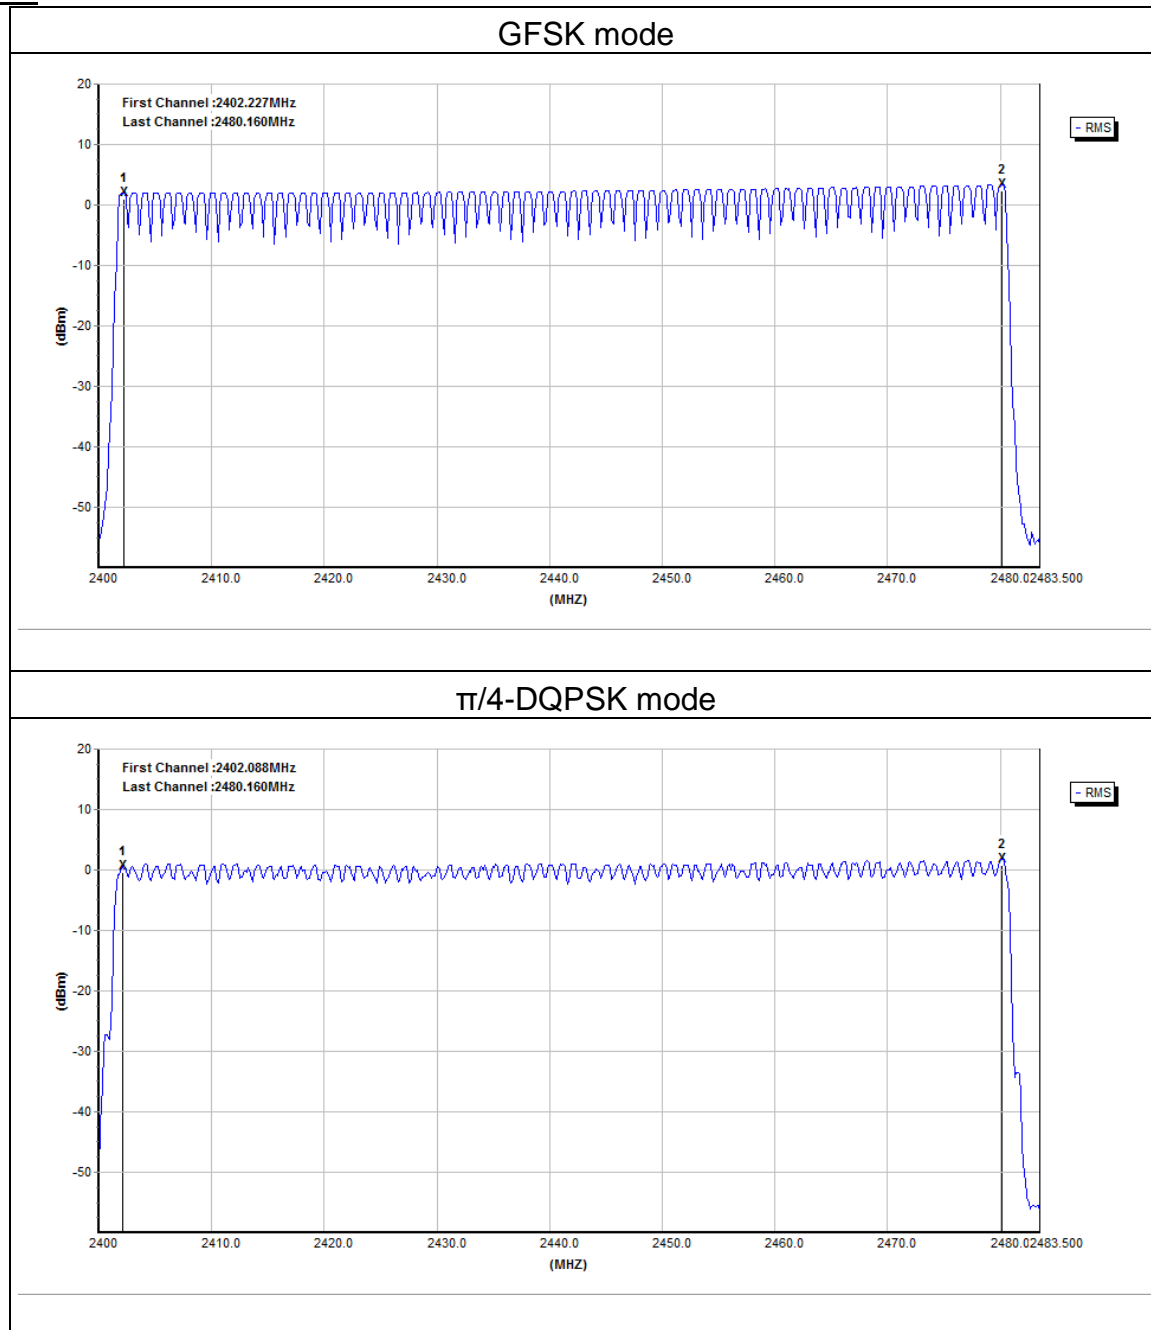 GFSK mode
First Channel :2402.227MHz
Last Channel :2480.160MHz
- RMS
20
10
0
-10
-20
-30
-40
-50
(dBm)
1
X
2
X
2400 2410.0 2420.0 2430.0 2440.0 2450.0 2460.0 2470.0 2480.02483.500
(MHZ)
π/4-DQPSK mode
First Channel :2402.088MHz
Last Channel :2480.160MHz
- RMS
20
10
0
-10
-20
-30
-40
-50
(dBm)
1
X
2
X
2400 2410.0 2420.0 2430.0 2440.0 2450.0 2460.0 2470.0 2480.02483.500
(MHZ)